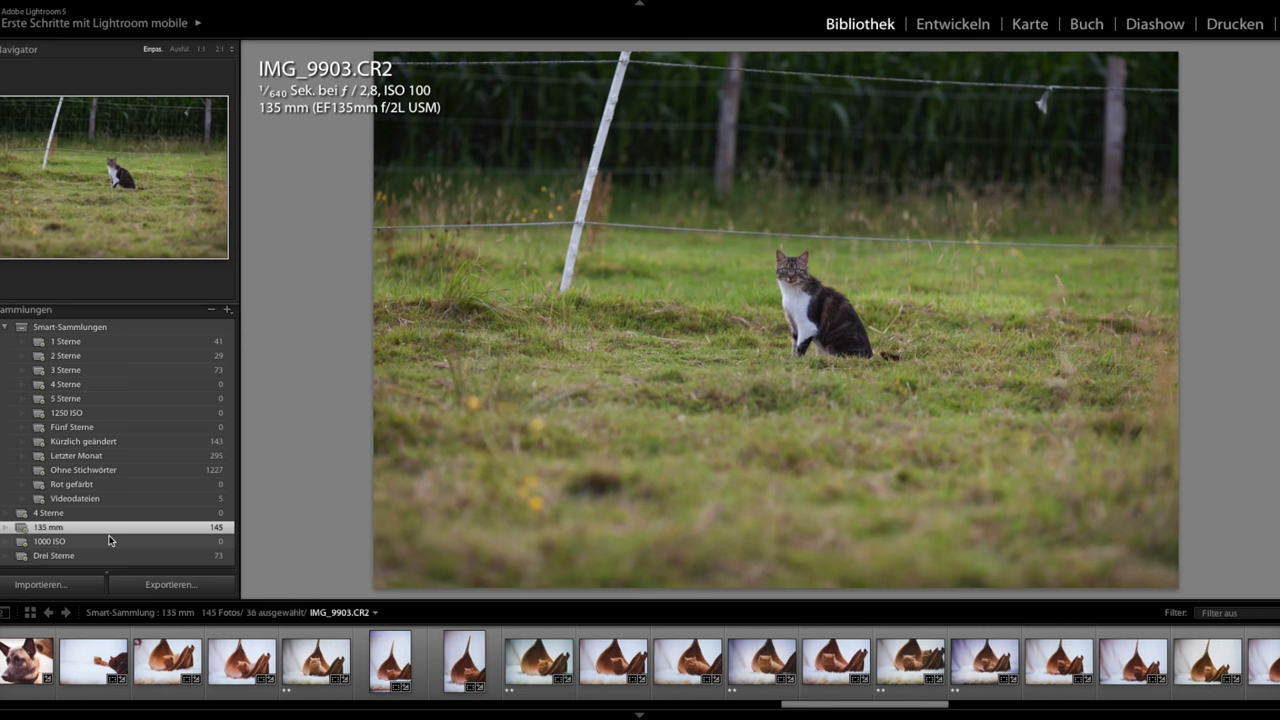 Adobe Lightroom 5
Erste Schritte mit Lightroom mobile
Bibliothek | Entwickeln | Karte | Buch | Diashow | Drucken
avigator Einpas. Ausfül. 1:1 2:1
IMG_9903.CR2
1/640 Sek. bei ƒ / 2,8, ISO 100
135 mm (EF135mm f/2L USM)
ammlungen
Smart-Sammlungen
1 Sterne 41
2 Sterne 29
3 Sterne 73
4 Sterne 0
5 Sterne 0
1250 ISO 0
Fünf Sterne 0
Kürzlich geändert 143
Letzter Monat 295
Ohne Stichwörter 1227
Rot gefärbt 0
Videodateien 5
4 Sterne 0
135 mm 145
1000 ISO 0
Drei Sterne 73
Importieren... Exportieren...
2 Smart-Sammlung : 135 mm 145 Fotos/ 36 ausgewählt/ IMG_9903.CR2 Filter: Filter aus